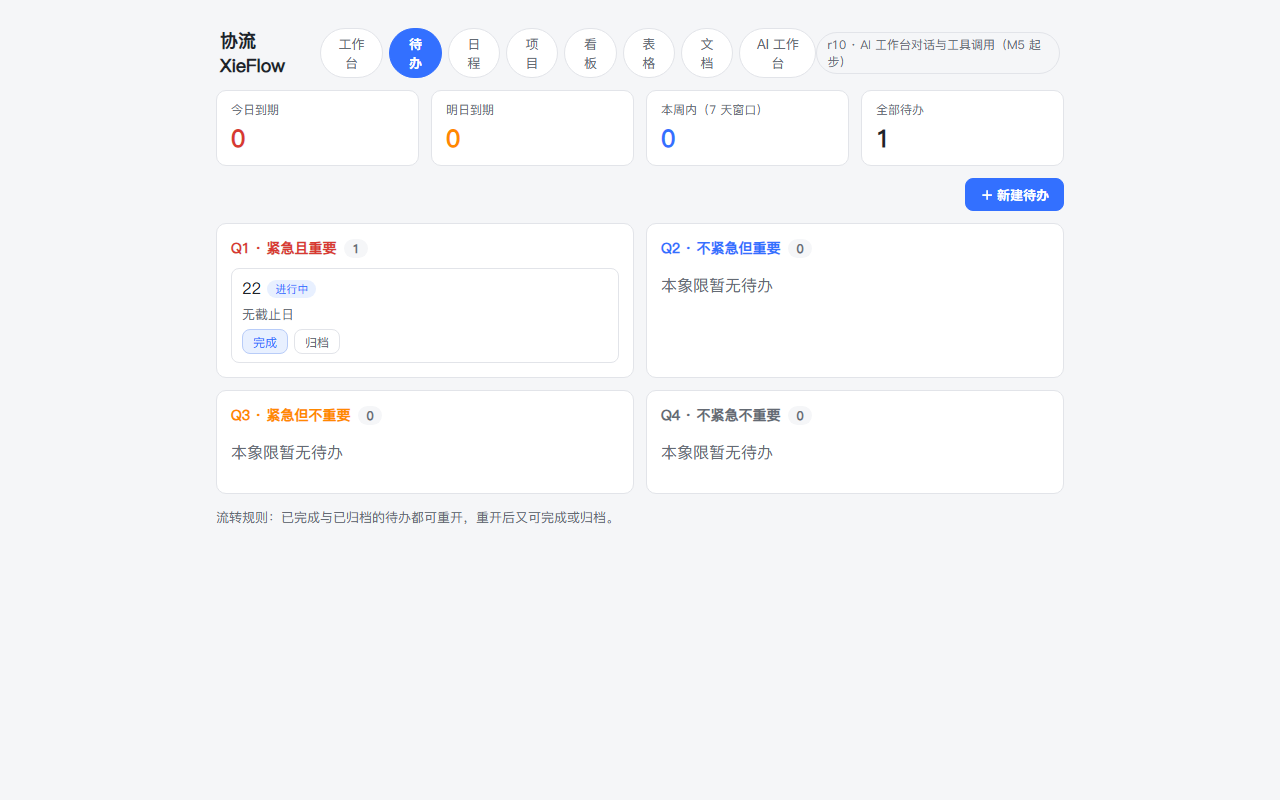 协流
XieFlow
工作
台
待
办
日
程
项
目
看
板
表
格
文
档
AI 工作
台
r10 · AI 工作台对话与工具调用（M5 起
步）
今日到期
0
明日到期
0
本周内（7 天窗口）
0
全部待办
1
＋ 新建待办
Q1 · 紧急且重要 1
22 进行中
无截止日
完成 归档
Q2 · 不紧急但重要 0
本象限暂无待办
Q3 · 紧急但不重要 0
本象限暂无待办
Q4 · 不紧急不重要 0
本象限暂无待办
流转规则：已完成与已归档的待办都可重开，重开后又可完成或归档。